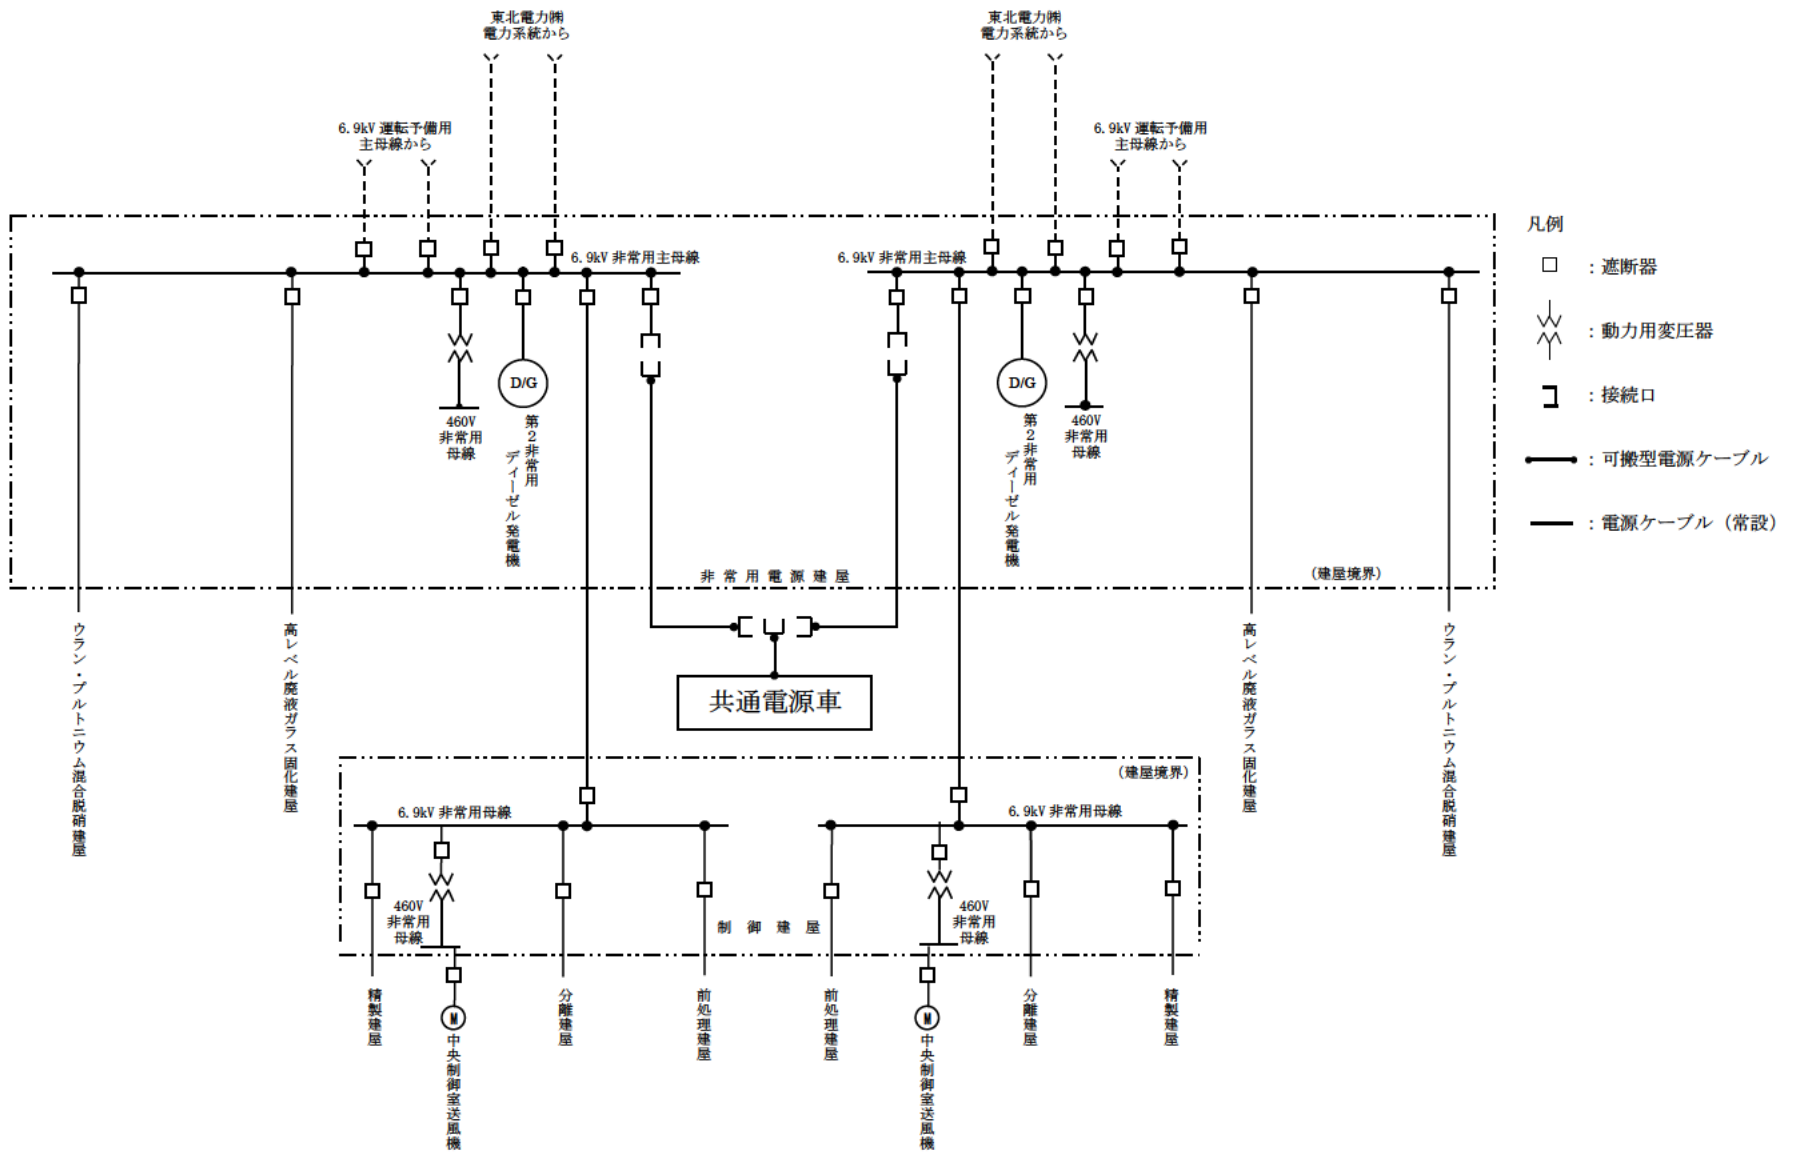 東北電力㈱
電力系統から
東北電力㈱
電力系統から
6.9kV 運転予備用
主母線から
6.9kV 運転予備用
主母線から
6.9kV 非常用主母線
6.9kV 非常用主母線
D/G
D/G
460V
非常用
母線
第2非常用
ディーゼル発電機
第2非常用
ディーゼル発電機
460V
非常用
母線
非常用電源建屋
(建屋境界)
ウラン・プルトニウム混合脱硝建屋
高レベル廃液ガラス固化建屋
共通電源車
高レベル廃液ガラス固化建屋
ウラン・プルトニウム混合脱硝建屋
(建屋境界)
6.9kV 非常用母線
6.9kV 非常用母線
460V
非常用
母線
制御建屋
460V
非常用
母線
精製建屋
M
中央制御室送風機
分離建屋
前処理建屋
前処理建屋
M
中央制御室送風機
分離建屋
精製建屋
凡例
：遮断器
：動力用変圧器
：接続口
：可搬型電源ケーブル
：電源ケーブル（常設）